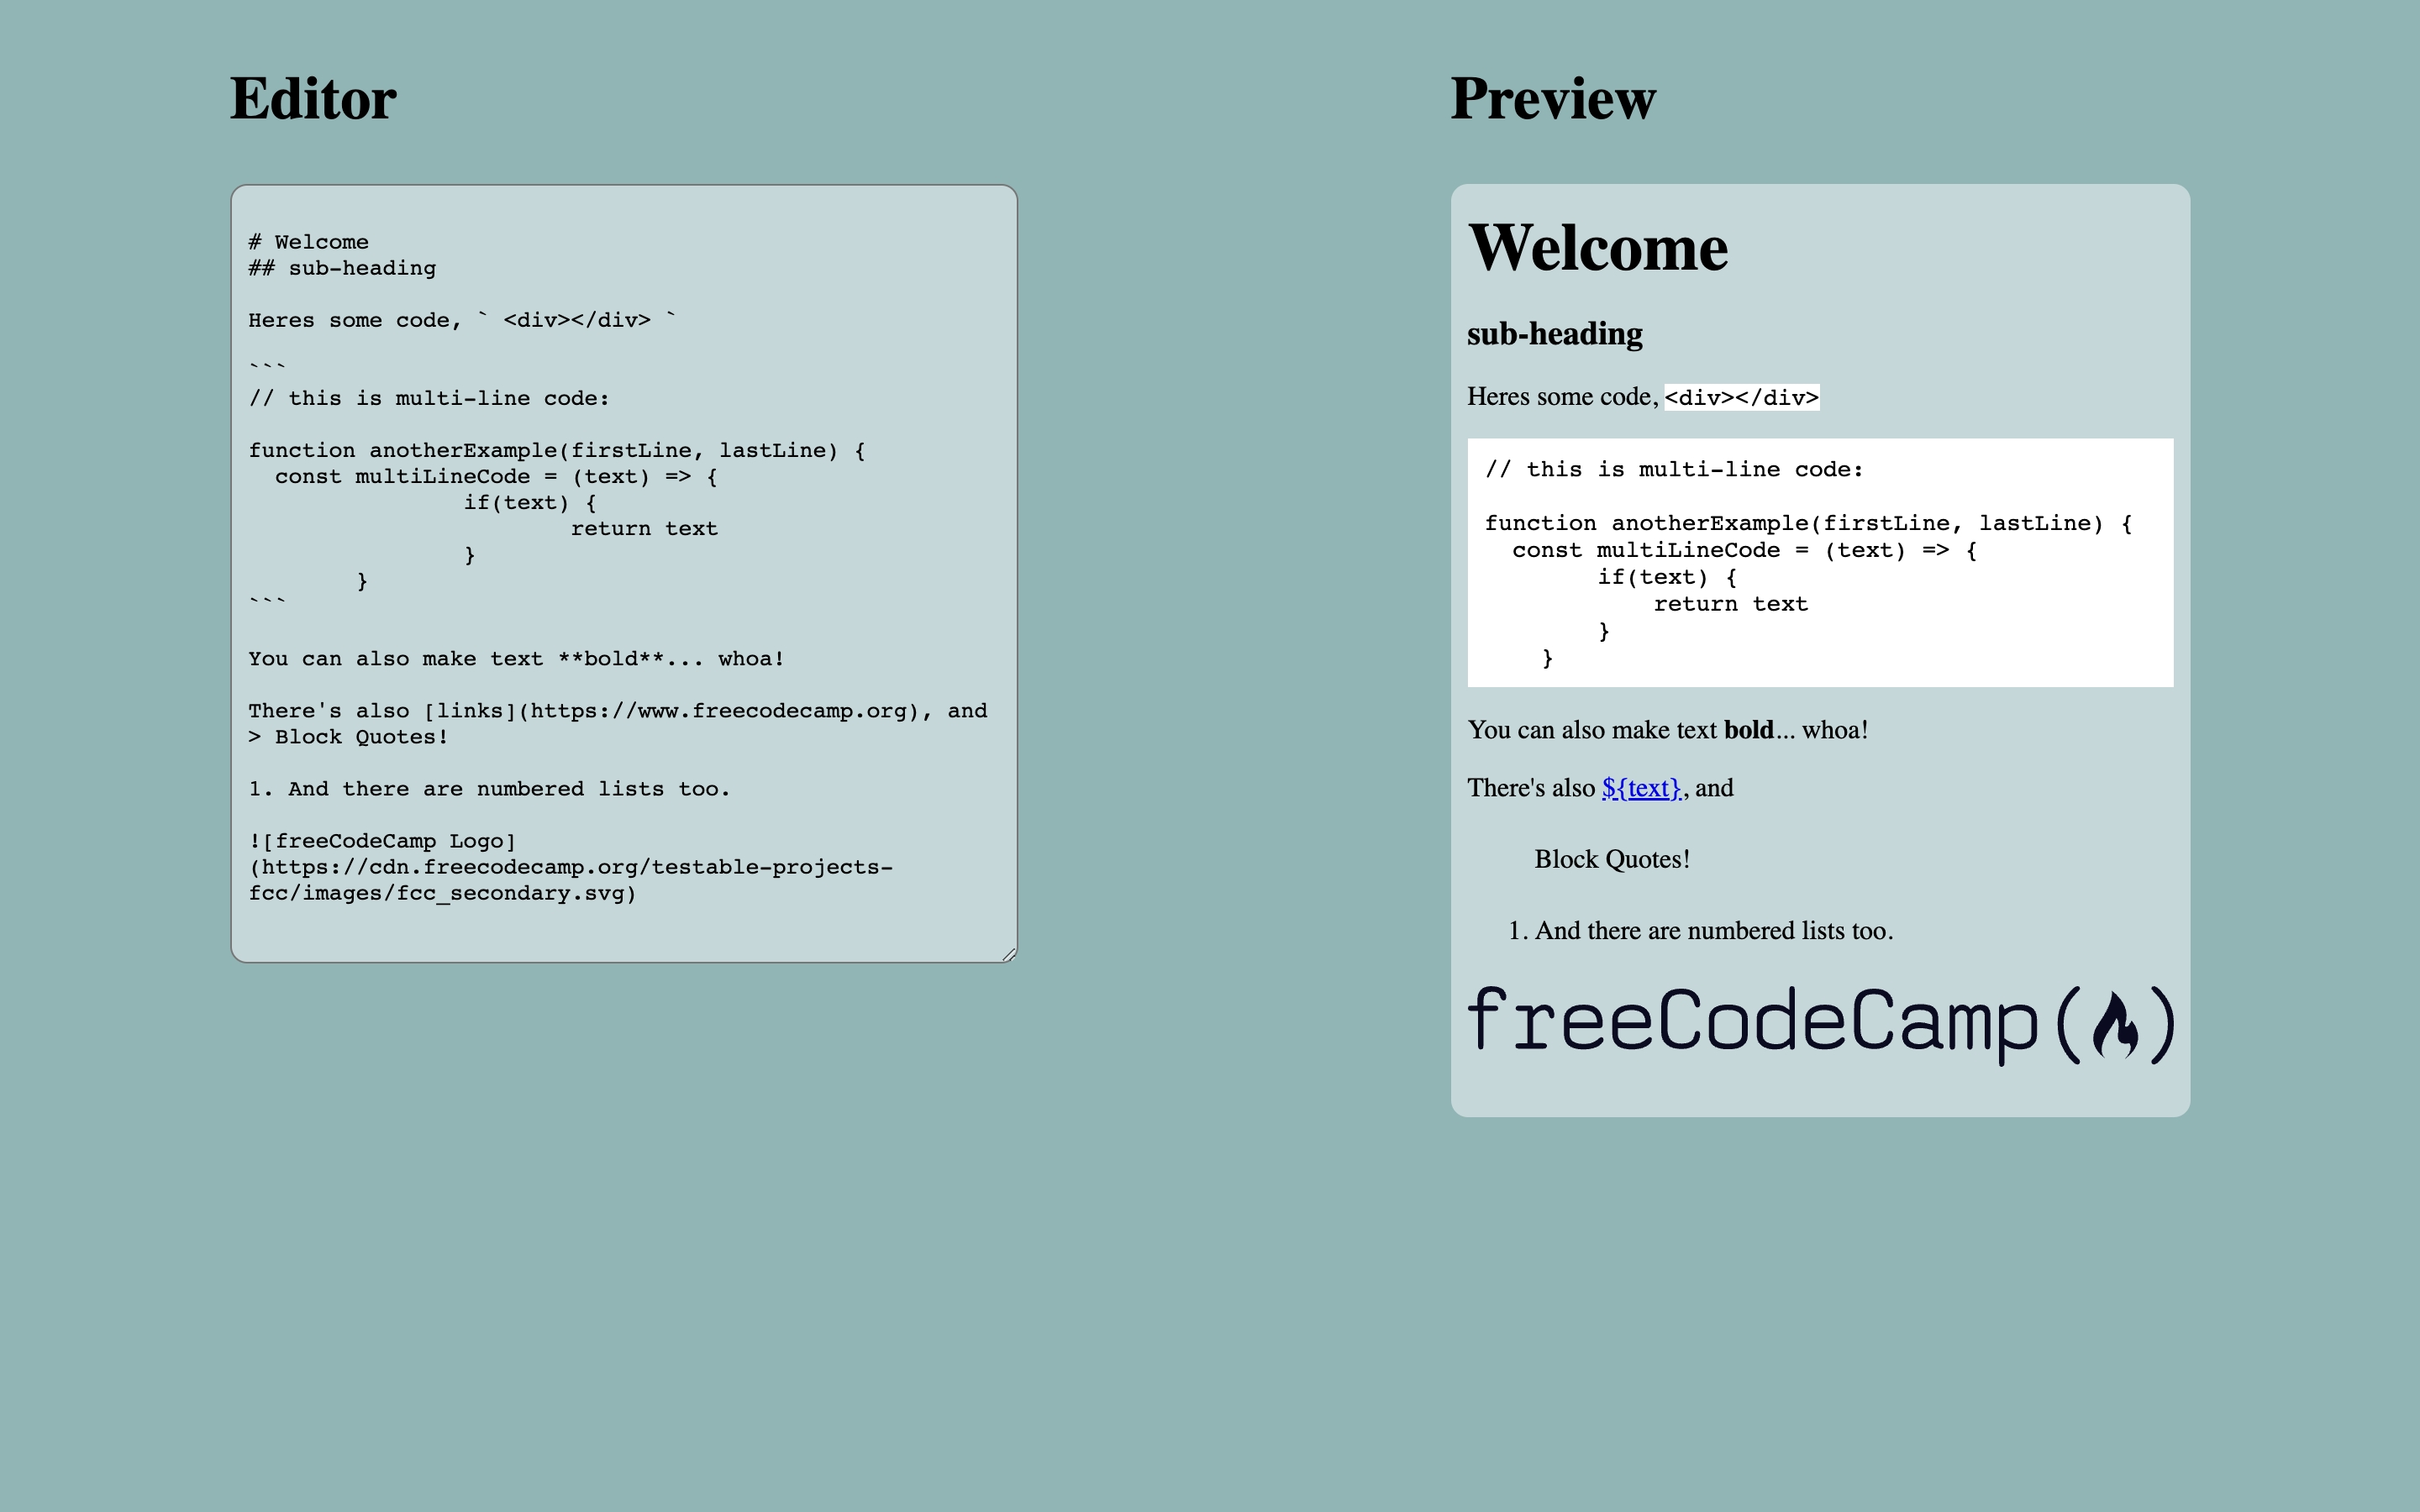 Editor
# Welcome
## sub-heading
Heres some code, ` <div></div> `
```
// this is multi-line code:
function anotherExample(firstLine, lastLine) {
  const multiLineCode = (text) => {
                if(text) {
                        return text
                }
        }
```
You can also make text **bold**... whoa!
There's also [links](https://www.freecodecamp.org), and
> Block Quotes!
1. And there are numbered lists too.
![freeCodeCamp Logo]
(https://cdn.freecodecamp.org/testable-projects-
fcc/images/fcc_secondary.svg)
Preview
Welcome
sub-heading
Heres some code, <div></div>
// this is multi-line code:
function anotherExample(firstLine, lastLine) {
  const multiLineCode = (text) => {
        if(text) {
            return text
        }
    }
You can also make text bold... whoa!
There's also ${text}, and
Block Quotes!
1. And there are numbered lists too.
freeCodeCamp( )